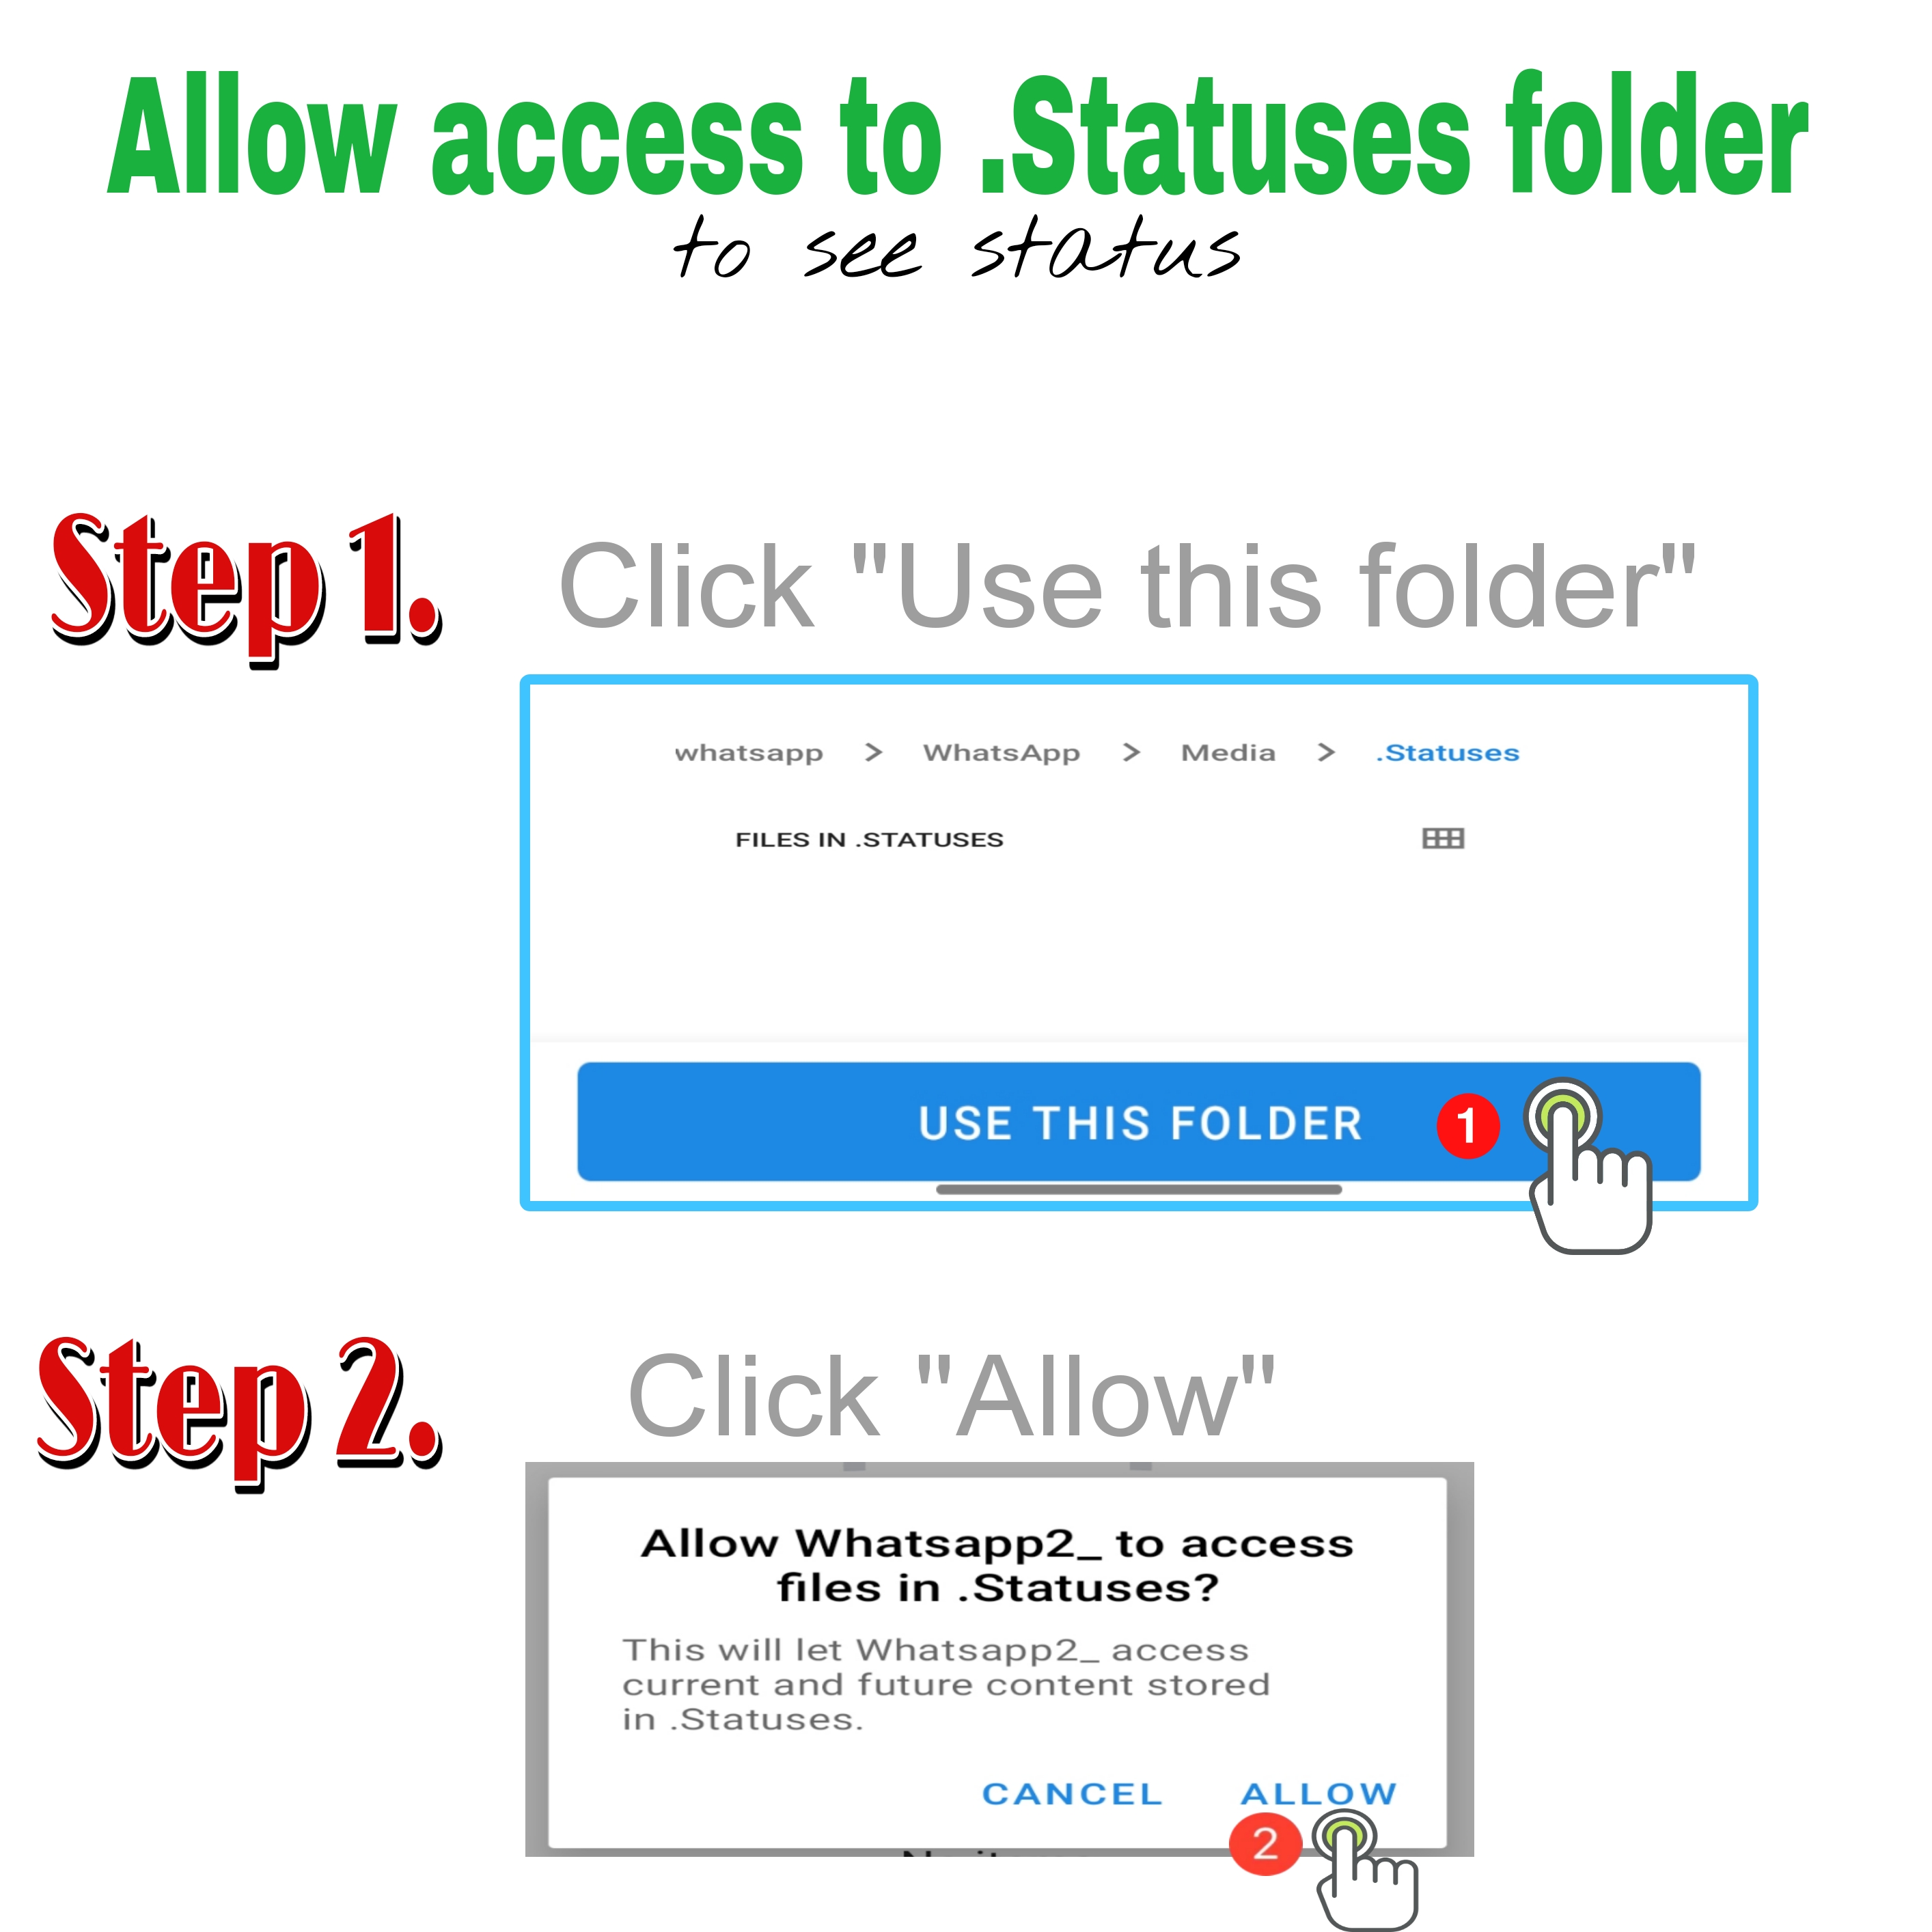 Allow access to .Statuses folder
to see status
Step 1.
Click "Use this folder"
whatsapp > WhatsApp > Media > .Statuses
FILES IN .STATUSES
USE THIS FOLDER 1
Step 2.
Click "Allow"
Allow Whatsapp2_ to access
files in .Statuses?
This will let Whatsapp2_ access
current and future content stored
in .Statuses.
CANCEL ALLOW
2